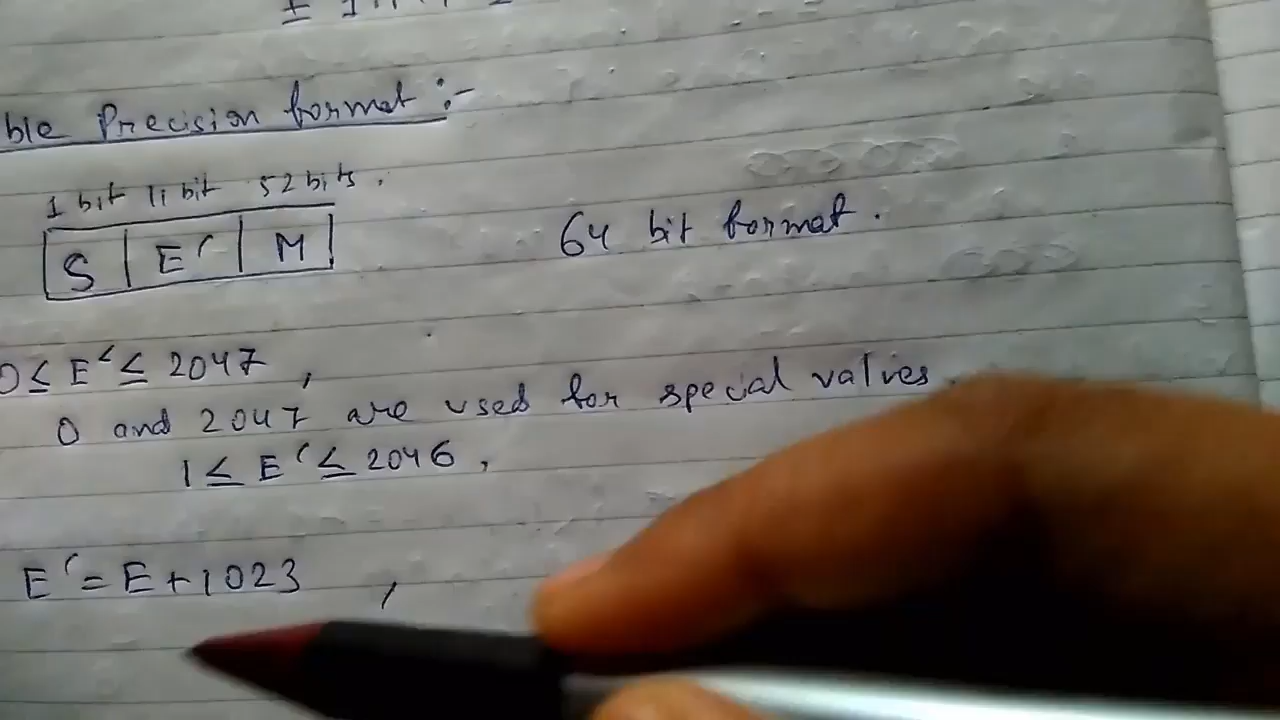 ble Precision format :-
1 bit 11 bit 52 bits.
S E' M
64 bit format.
0 ≤ E' ≤ 2047,
0 and 2047 are used for special values.
1 ≤ E' ≤ 2046,
E' = E + 1023,